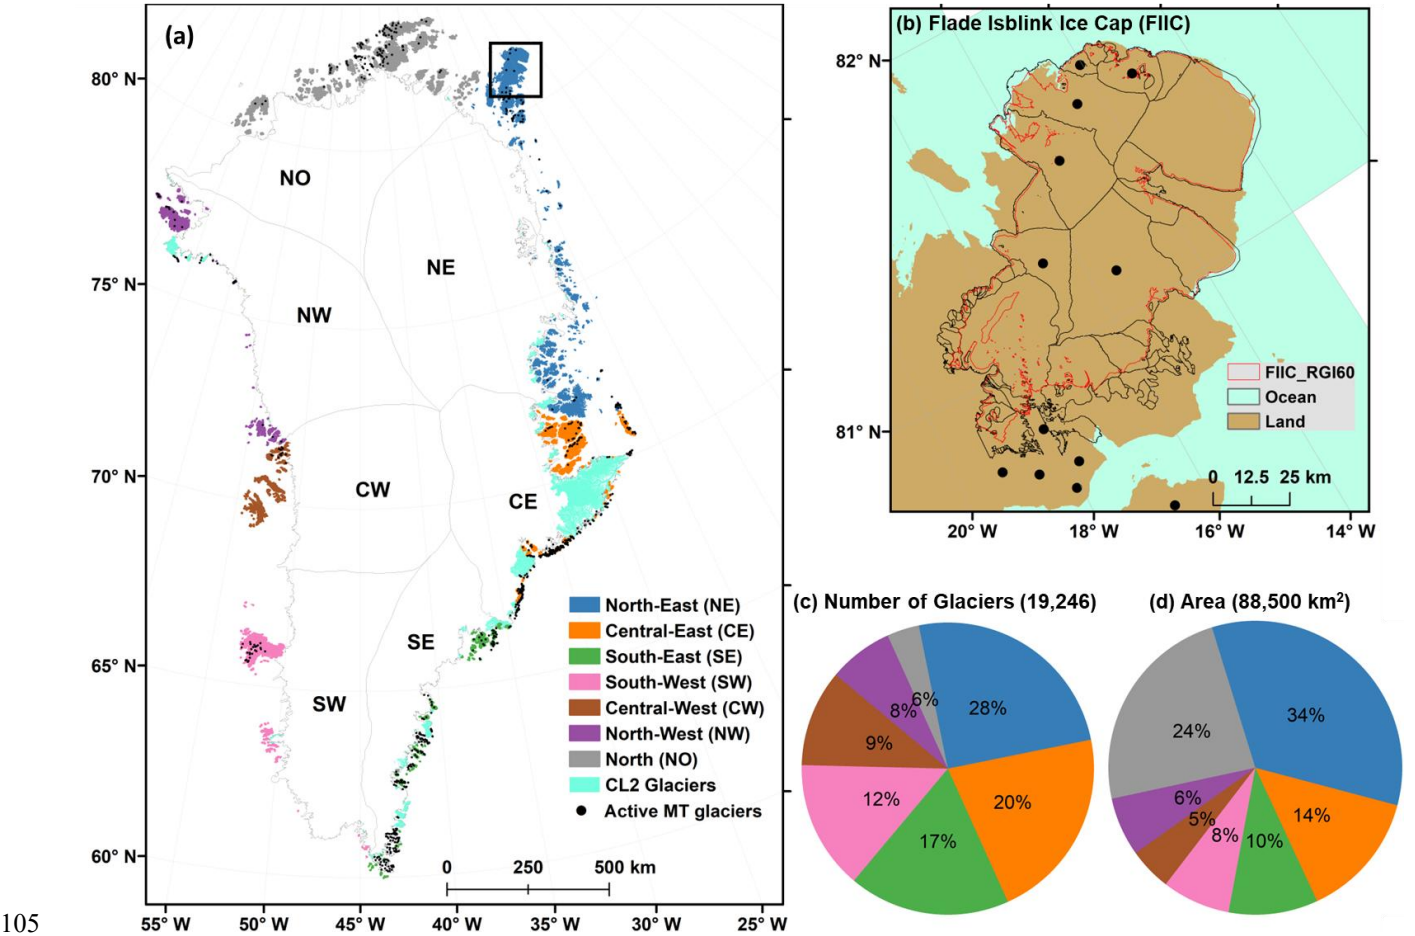 (a)
80° N
75° N
70° N
65° N
60° N
NO
NE
NW
CW
CE
SE
SW
North-East (NE)
Central-East (CE)
South-East (SE)
South-West (SW)
Central-West (CW)
North-West (NW)
North (NO)
CL2 Glaciers
Active MT glaciers
0 250 500 km
55° W 50° W 45° W 40° W 35° W 30° W 25° W
(b) Flade Isblink Ice Cap (FIIC)
82° N
81° N
FIIC_RGI60
Ocean
Land
0 12.5 25 km
20° W 18° W 16° W 14° W
(c) Number of Glaciers (19,246)
28%
20%
17%
12%
9%
8%
6%
(d) Area (88,500 km²)
34%
14%
10%
8%
5%
6%
24%
105